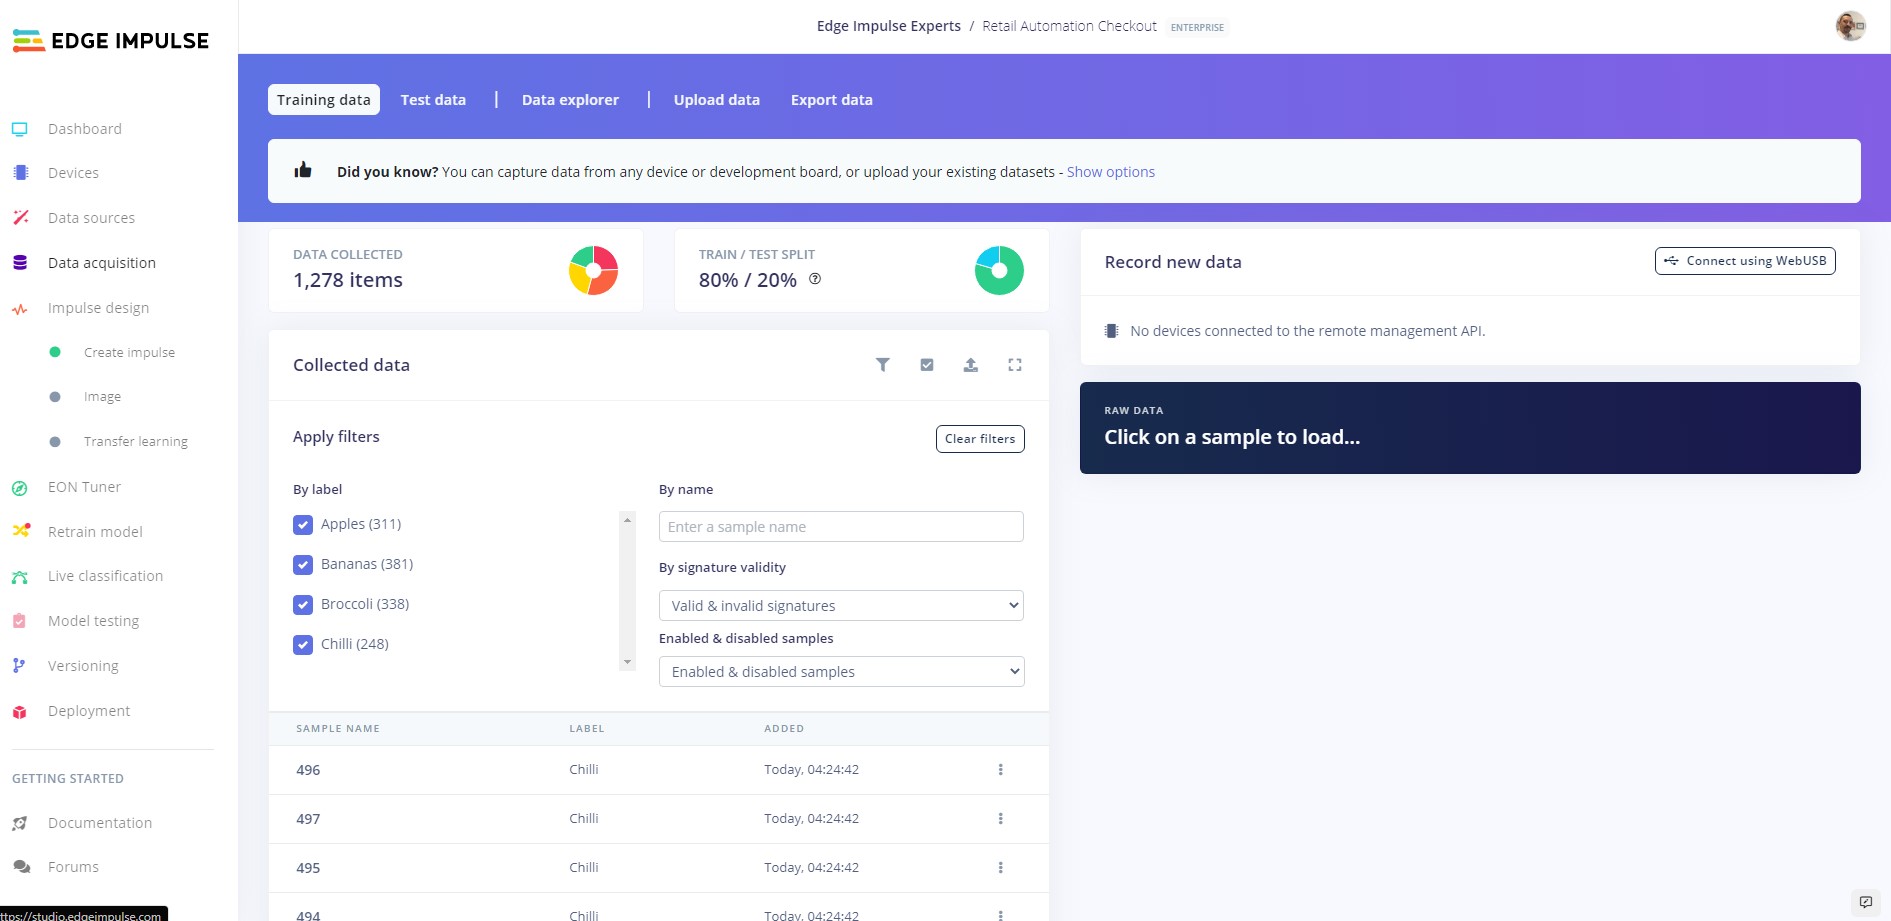 EDGE IMPULSE
Edge Impulse Experts / Retail Automation Checkout ENTERPRISE
Dashboard
Devices
Data sources
Data acquisition
Impulse design
Create impulse
Image
Transfer learning
EON Tuner
Retrain model
Live classification
Model testing
Versioning
Deployment
GETTING STARTED
Documentation
Forums
ttps://studio.edgeimpulse.com
Training data Test data | Data explorer | Upload data Export data
Did you know? You can capture data from any device or development board, or upload your existing datasets - Show options
DATA COLLECTED
1,278 items
TRAIN / TEST SPLIT
80% / 20% ?
Collected data
Apply filters
Clear filters
By label
Apples (311)
Bananas (381)
Broccoli (338)
Chilli (248)
By name
Enter a sample name
By signature validity
Valid & invalid signatures
Enabled & disabled samples
Enabled & disabled samples
SAMPLE NAME LABEL ADDED
496 Chilli Today, 04:24:42
497 Chilli Today, 04:24:42
495 Chilli Today, 04:24:42
494 Chilli Today, 04:24:42
Record new data
Connect using WebUSB
No devices connected to the remote management API.
RAW DATA
Click on a sample to load...